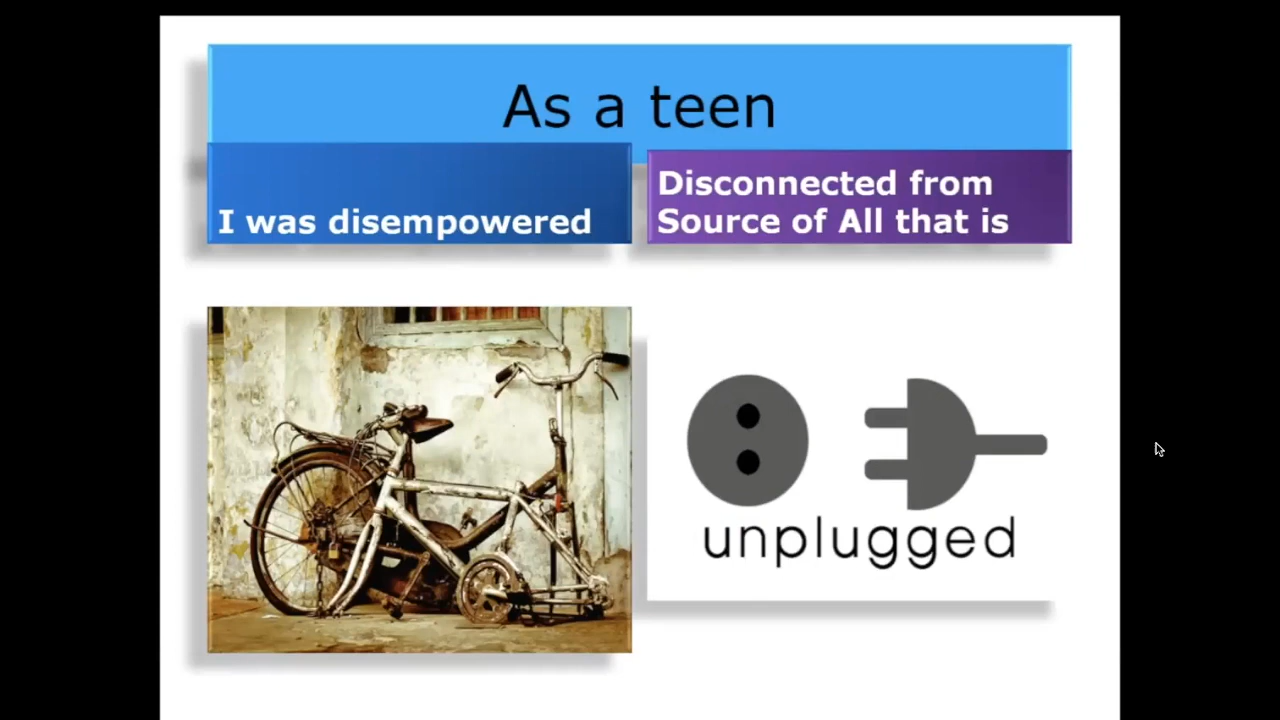 As a teen
I was disempowered
Disconnected from
Source of All that is
unplugged